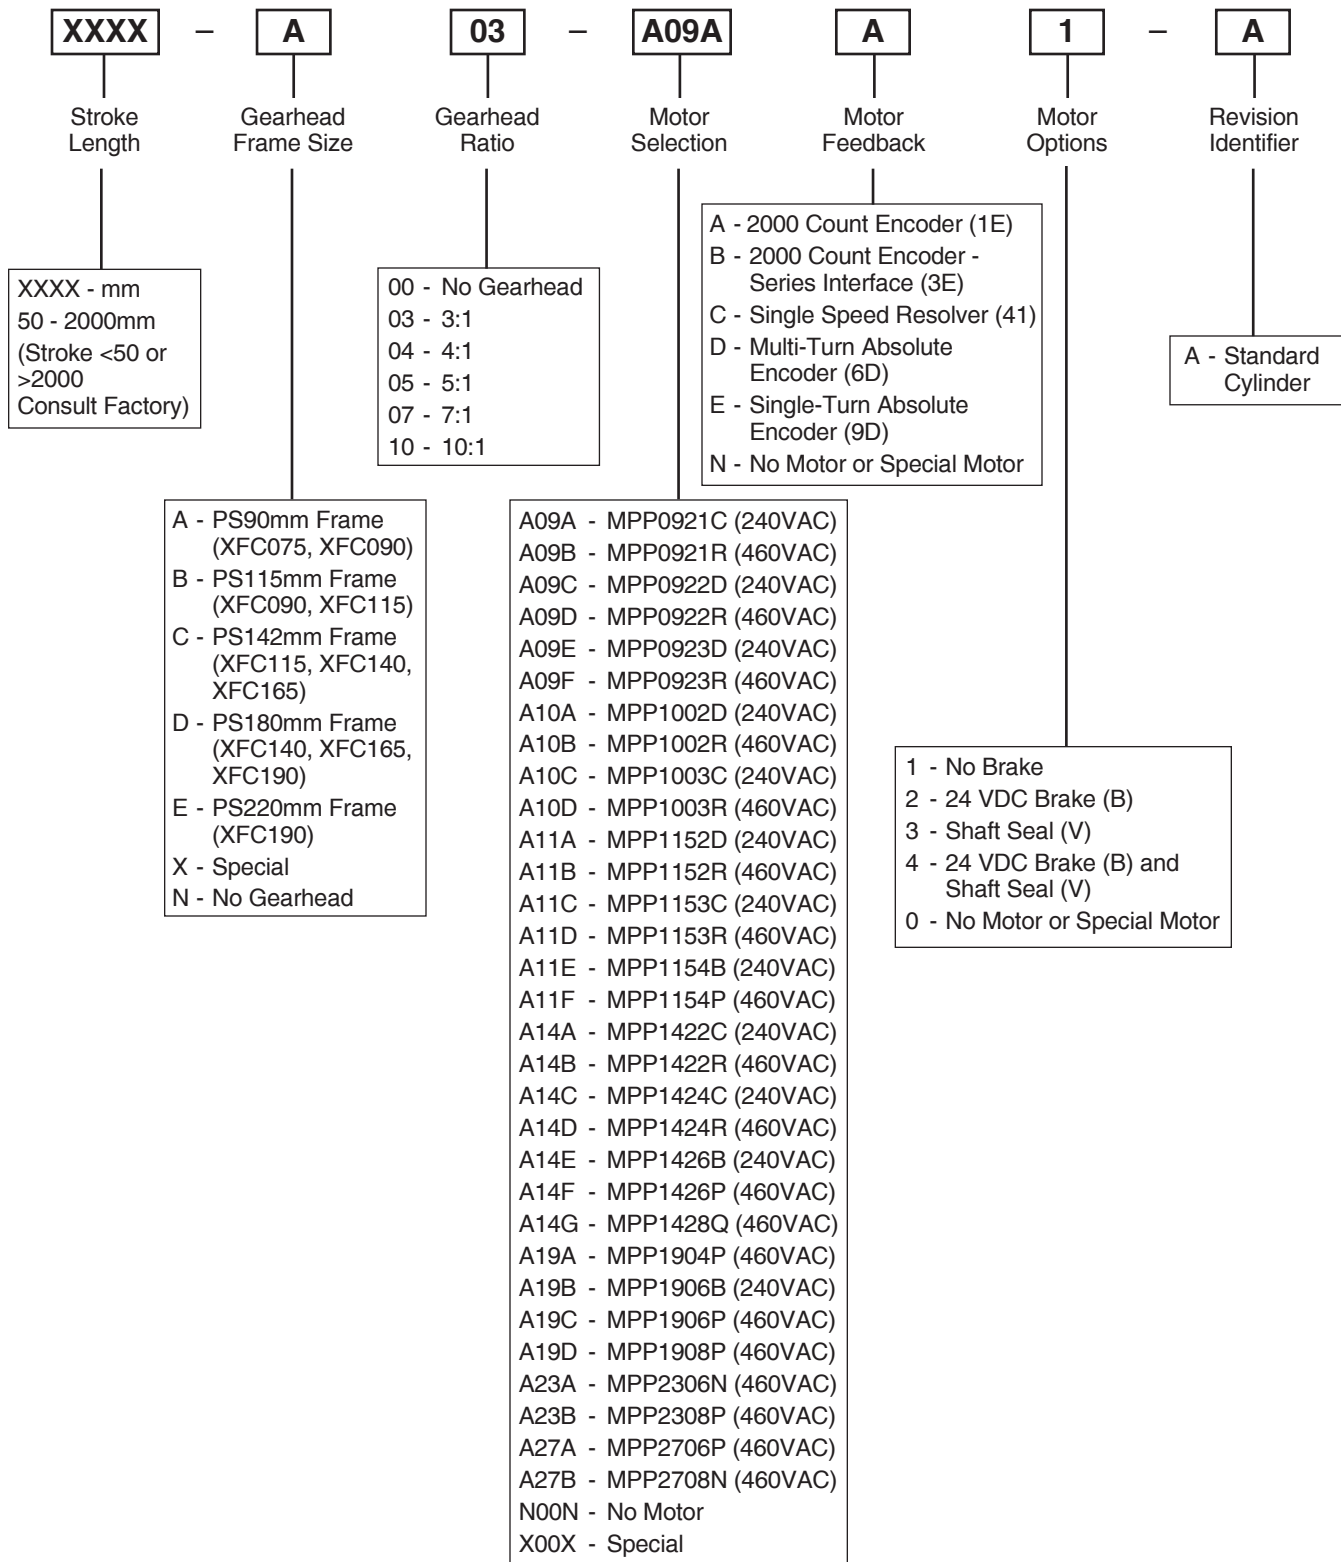 XXXX – A 03 – A09A A 1 – A
Stroke
Length
Gearhead
Frame Size
Gearhead
Ratio
Motor
Selection
Motor
Feedback
Motor
Options
Revision
Identifier
XXXX - mm
50 - 2000mm
(Stroke <50 or
>2000
Consult Factory)
A - PS90mm Frame
(XFC075, XFC090)
B - PS115mm Frame
(XFC090, XFC115)
C - PS142mm Frame
(XFC115, XFC140,
XFC165)
D - PS180mm Frame
(XFC140, XFC165,
XFC190)
E - PS220mm Frame
(XFC190)
X - Special
N - No Gearhead
00 - No Gearhead
03 - 3:1
04 - 4:1
05 - 5:1
07 - 7:1
10 - 10:1
A09A - MPP0921C (240VAC)
A09B - MPP0921R (460VAC)
A09C - MPP0922D (240VAC)
A09D - MPP0922R (460VAC)
A09E - MPP0923D (240VAC)
A09F - MPP0923R (460VAC)
A10A - MPP1002D (240VAC)
A10B - MPP1002R (460VAC)
A10C - MPP1003C (240VAC)
A10D - MPP1003R (460VAC)
A11A - MPP1152D (240VAC)
A11B - MPP1152R (460VAC)
A11C - MPP1153C (240VAC)
A11D - MPP1153R (460VAC)
A11E - MPP1154B (240VAC)
A11F - MPP1154P (460VAC)
A14A - MPP1422C (240VAC)
A14B - MPP1422R (460VAC)
A14C - MPP1424C (240VAC)
A14D - MPP1424R (460VAC)
A14E - MPP1426B (240VAC)
A14F - MPP1426P (460VAC)
A14G - MPP1428Q (460VAC)
A19A - MPP1904P (460VAC)
A19B - MPP1906B (240VAC)
A19C - MPP1906P (460VAC)
A19D - MPP1908P (460VAC)
A23A - MPP2306N (460VAC)
A23B - MPP2308P (460VAC)
A27A - MPP2706P (460VAC)
A27B - MPP2708N (460VAC)
N00N - No Motor
X00X - Special
A - 2000 Count Encoder (1E)
B - 2000 Count Encoder -
Series Interface (3E)
C - Single Speed Resolver (41)
D - Multi-Turn Absolute
Encoder (6D)
E - Single-Turn Absolute
Encoder (9D)
N - No Motor or Special Motor
1 - No Brake
2 - 24 VDC Brake (B)
3 - Shaft Seal (V)
4 - 24 VDC Brake (B) and
Shaft Seal (V)
0 - No Motor or Special Motor
A - Standard
Cylinder